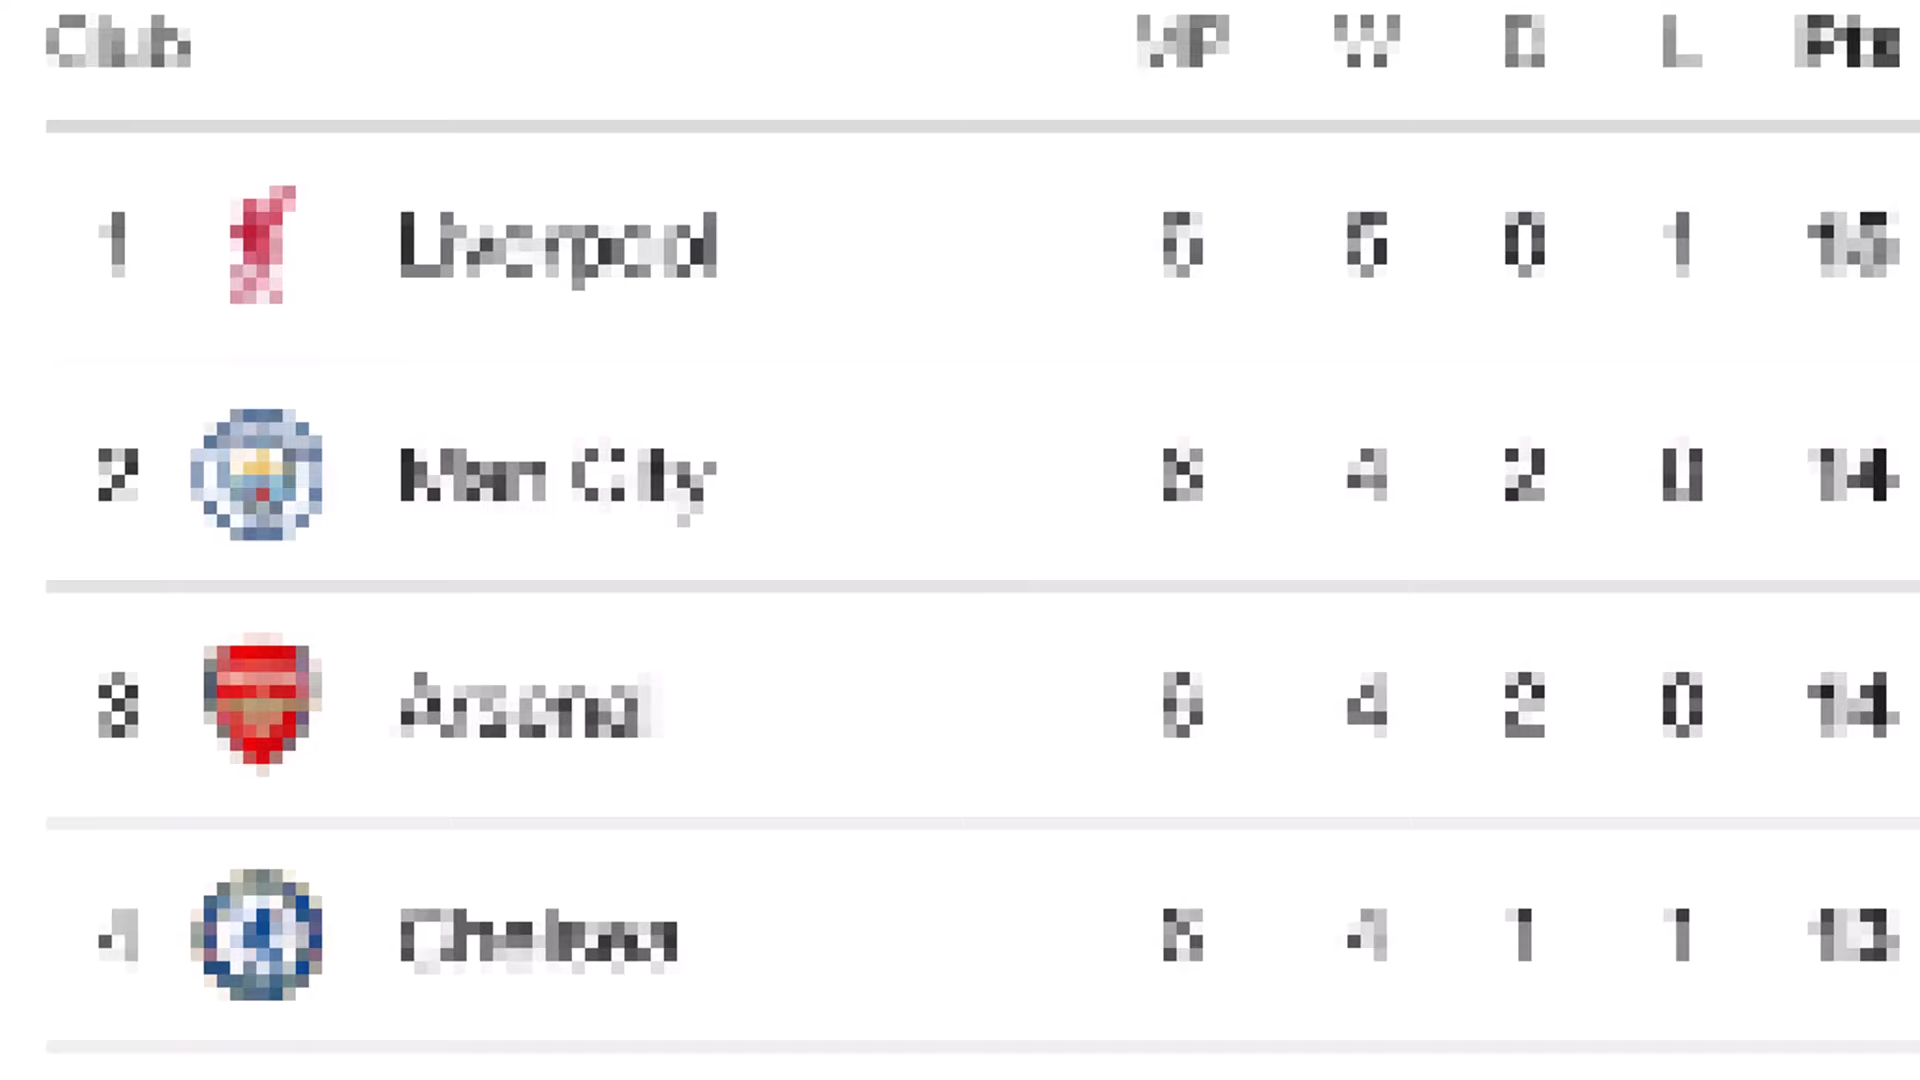 Club MP W D L Pts
1 Liverpool 6 5 0 1 15
2 Man City 6 4 2 0 14
3 Arsenal 6 4 2 0 14
4 Chelsea 6 4 1 1 13